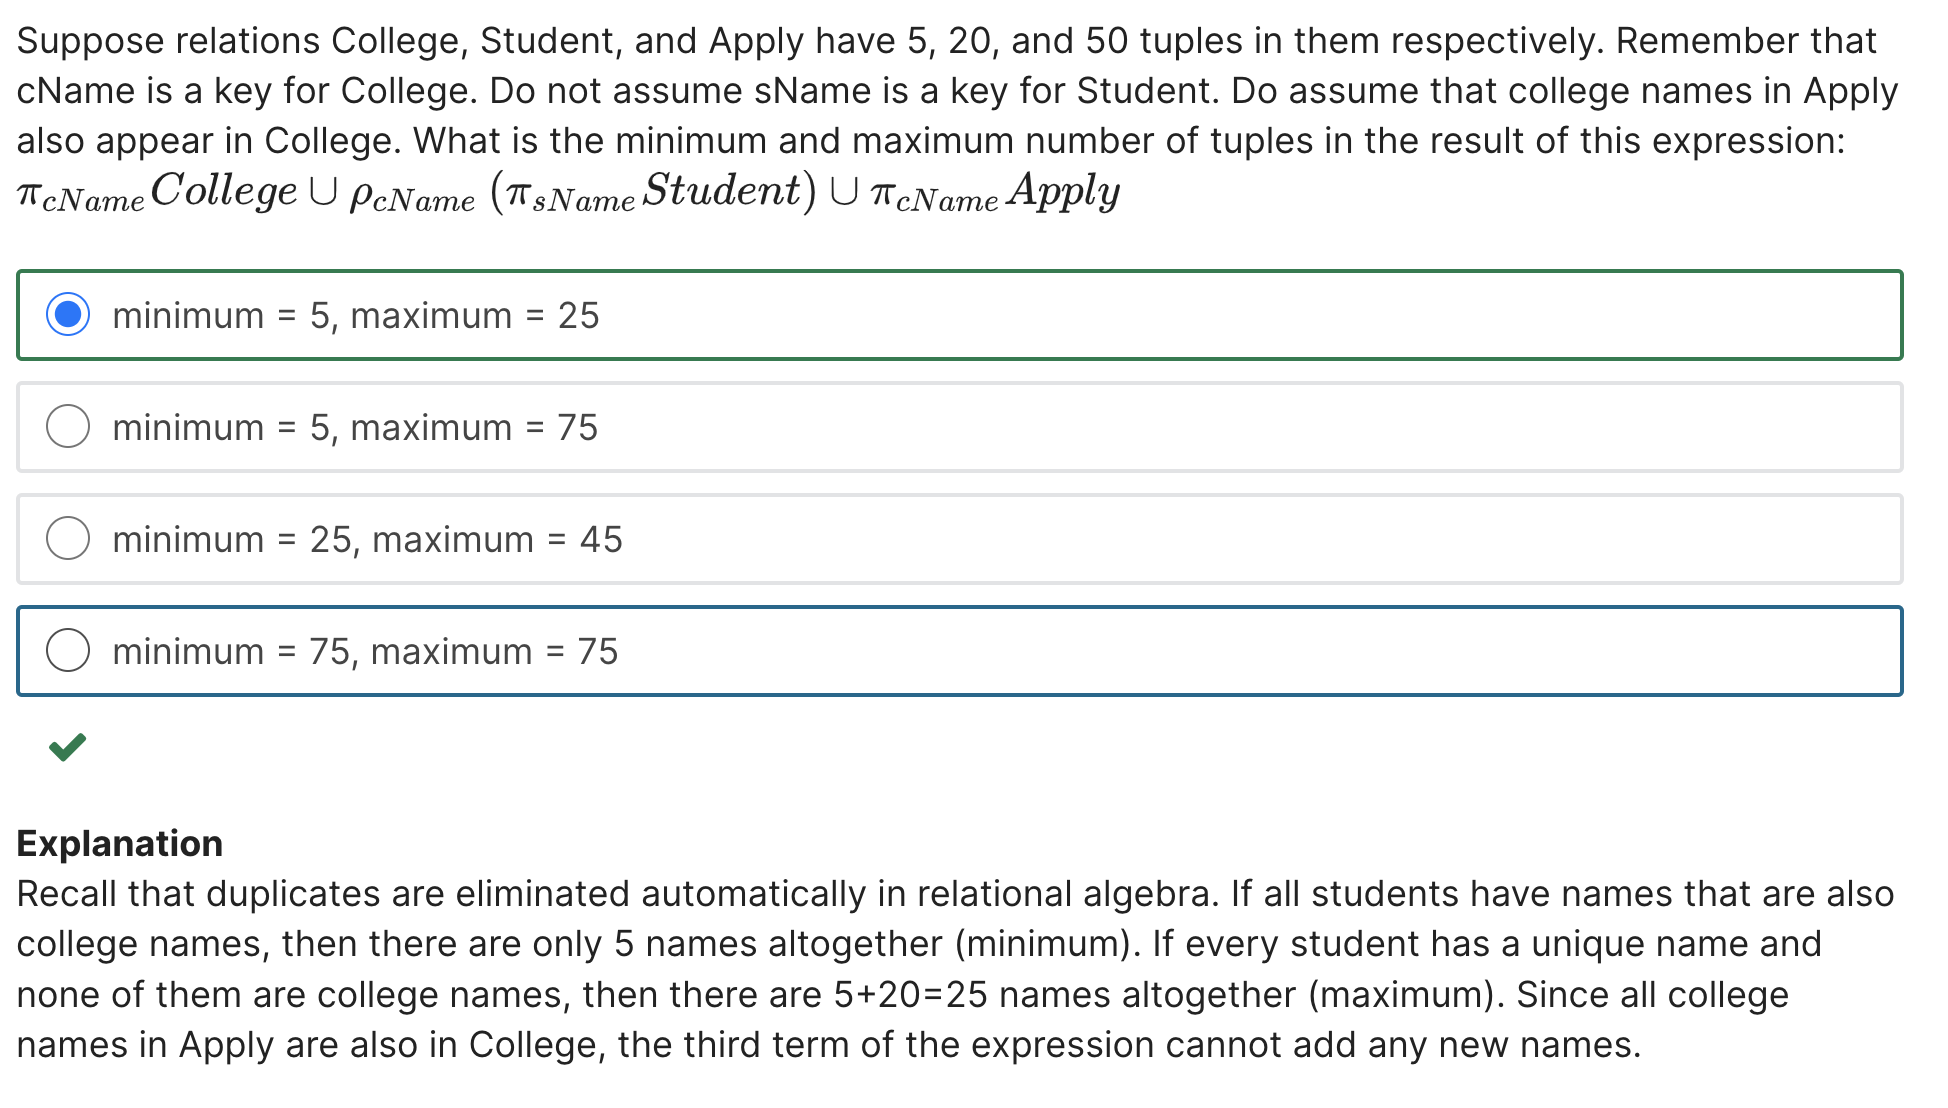 Suppose relations College, Student, and Apply have 5, 20, and 50 tuples in them respectively. Remember that
cName is a key for College. Do not assume sName is a key for Student. Do assume that college names in Apply
also appear in College. What is the minimum and maximum number of tuples in the result of this expression:
π_{cName} College ∪ ρ_{cName} (π_{sName} Student) ∪ π_{cName} Apply
minimum = 5, maximum = 25
minimum = 5, maximum = 75
minimum = 25, maximum = 45
minimum = 75, maximum = 75
Explanation
Recall that duplicates are eliminated automatically in relational algebra. If all students have names that are also
college names, then there are only 5 names altogether (minimum). If every student has a unique name and
none of them are college names, then there are 5+20=25 names altogether (maximum). Since all college
names in Apply are also in College, the third term of the expression cannot add any new names.